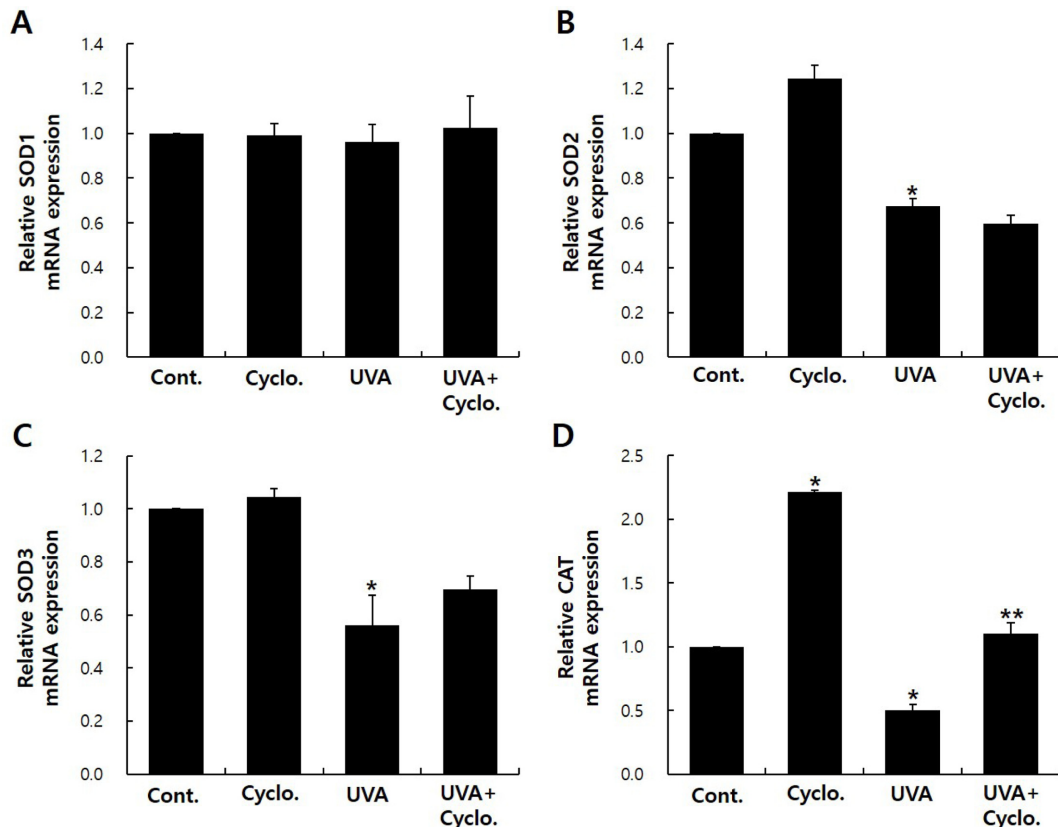 A
Relative SOD1
mRNA expression
1.4
1.2
1.0
0.8
0.6
0.4
0.2
0.0
Cont.
Cyclo.
UVA
UVA+
Cyclo.
B
Relative SOD2
mRNA expression
1.4
1.2
1.0
0.8
0.6
0.4
0.2
0.0
*
Cont.
Cyclo.
UVA
UVA+
Cyclo.
C
Relative SOD3
mRNA expression
1.2
1.0
0.8
0.6
0.4
0.2
0.0
*
Cont.
Cyclo.
UVA
UVA+
Cyclo.
D
Relative CAT
mRNA expression
2.5
2.0
1.5
1.0
0.5
0.0
*
*
**
Cont.
Cyclo.
UVA
UVA+
Cyclo.